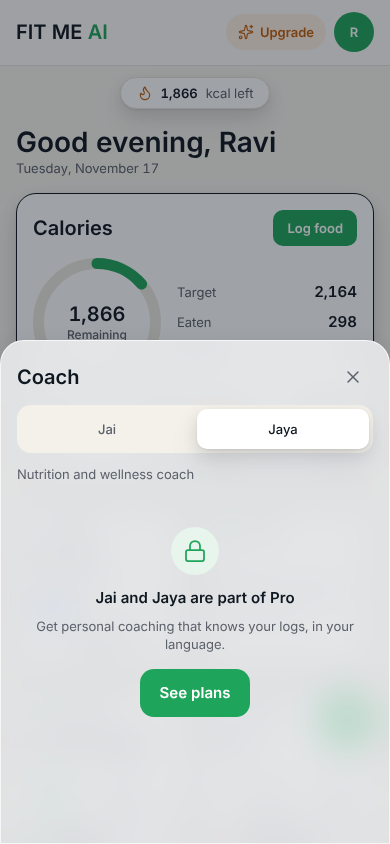 FIT ME AI
Upgrade
R
1,866 kcal left
Good evening, Ravi
Tuesday, November 17
Calories
Log food
1,866
Remaining
Target 2,164
Eaten 298
Coach
Jai
Jaya
Nutrition and wellness coach
Jai and Jaya are part of Pro
Get personal coaching that knows your logs, in your
language.
See plans